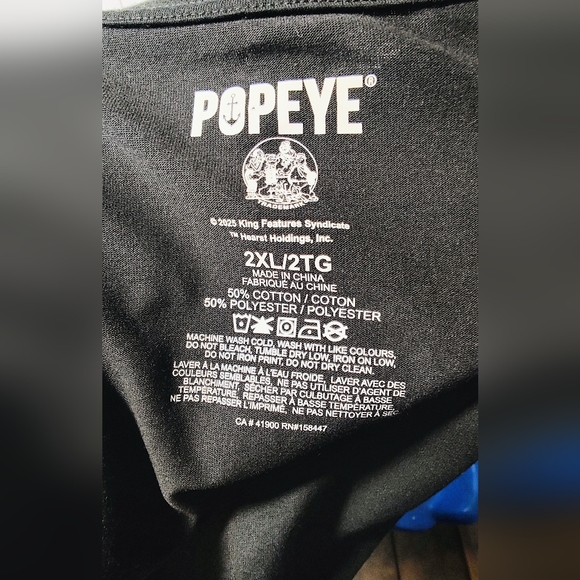 POPEYE®
TRADEMARK
© 2025 King Features Syndicate
™ Hearst Holdings, Inc.
2XL/2TG
MADE IN CHINA
FABRIQUÉ AU CHINE
50% COTTON / COTON
50% POLYESTER / POLYESTER
MACHINE WASH COLD, WASH WITH LIKE COLOURS,
DO NOT BLEACH, TUMBLE DRY LOW, IRON ON LOW,
DO NOT IRON PRINT, DO NOT DRY CLEAN.
LAVER À LA MACHINE À L'EAU FROIDE, LAVER AVEC DES
COULEURS SEMBLABLES, NE PAS UTILISER D'AGENT DE
BLANCHIMENT, SÉCHER PAR CULBUTAGE À BASSE
TEMPÉRATURE, REPASSER À BASSE TEMPÉRATURE,
NE PAS REPASSER L'IMPRIMÉ, NE PAS NETTOYER À SEC
CA # 41900 RN#158447